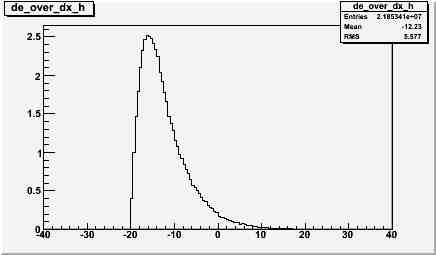 de_over_dx_h
de_over_dx_h
Entries 2.185341e+07
Mean -12.23
RMS 5.577
2.5
2
1.5
1
0.5
0
-40 -30 -20 -10 0 10 20 30 40